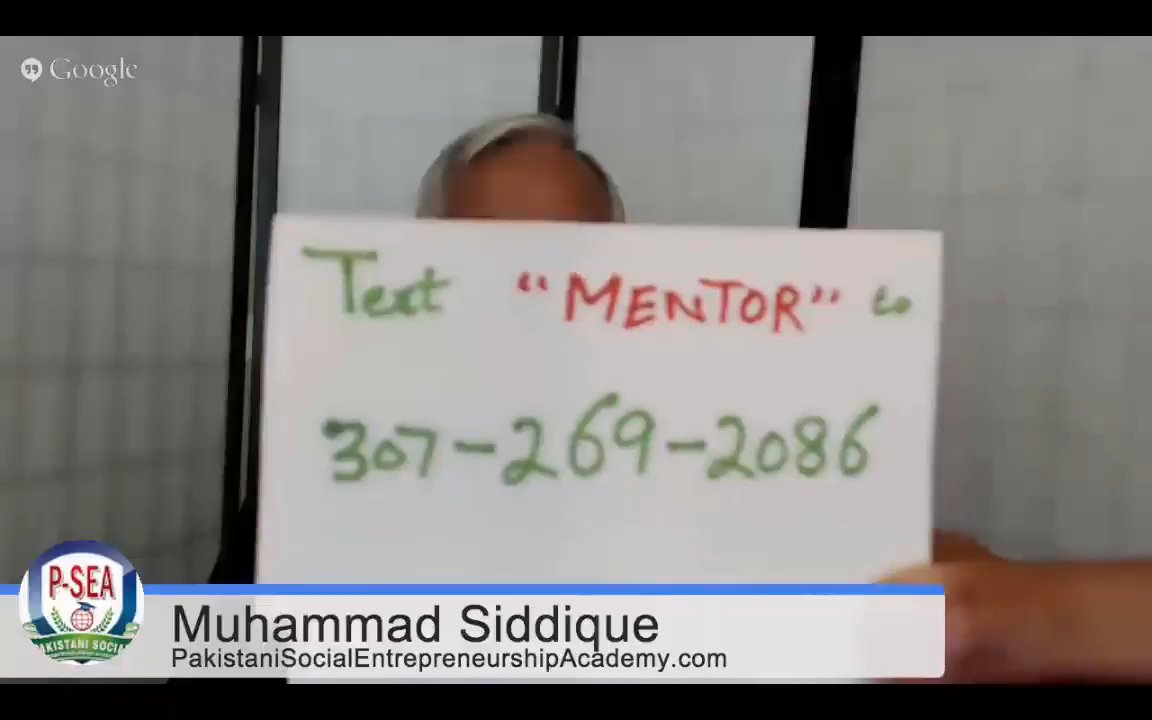 Google
Text "MENTOR" to
307-269-2086
P-SEA
Muhammad Siddique
PakistaniSocialEntrepreneurshipAcademy.com